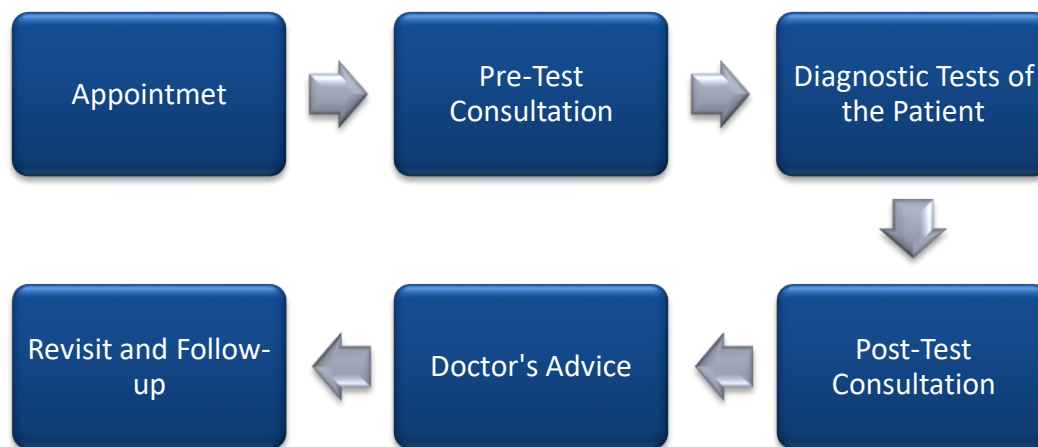 Appointmet
Pre-Test
Consultation
Diagnostic Tests of
the Patient
Post-Test
Consultation
Doctor's Advice
Revisit and Follow-
up